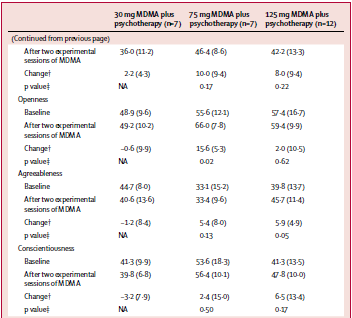 30 mg MDMA plus 75 mg MDMA plus 125 mg MDMA plus
psychotherapy (n=7) psychotherapy (n=7) psychotherapy (n=12)
(Continued from previous page)
After two experimental 36·0 (11·2) 46·4 (8·6) 42·2 (13·3)
sessions of MDMA
Change† 2·2 (4·3) 10·0 (9·4) 8·0 (9·4)
p value‡ NA 0·17 0·22
Openness
Baseline 48·9 (9·6) 55·6 (12·1) 57·4 (16·7)
After two experimental 49·2 (10·2) 66·0 (7·8) 59·4 (9·9)
sessions of MDMA
Change† –0·6 (9·9) 15·6 (5·3) 2·0 (10·5)
p value‡ NA 0·02 0·62
Agreeableness
Baseline 44·7 (8·0) 33·1 (15·2) 39·8 (13·7)
After two experimental 40·6 (13·6) 33·4 (9·6) 45·7 (11·4)
sessions of MDMA
Change† –1·2 (8·4) 5·4 (8·0) 5·9 (4·9)
p value‡ NA 0·13 0·05
Conscientiousness
Baseline 41·3 (9·9) 53·6 (18·3) 41·3 (13·5)
After two experimental 39·8 (6·8) 56·4 (10·1) 47·8 (10·0)
sessions of MDMA
Change† –3·2 (7·9) 2·4 (15·0) 6·5 (13·4)
p value‡ NA 0·50 0·17